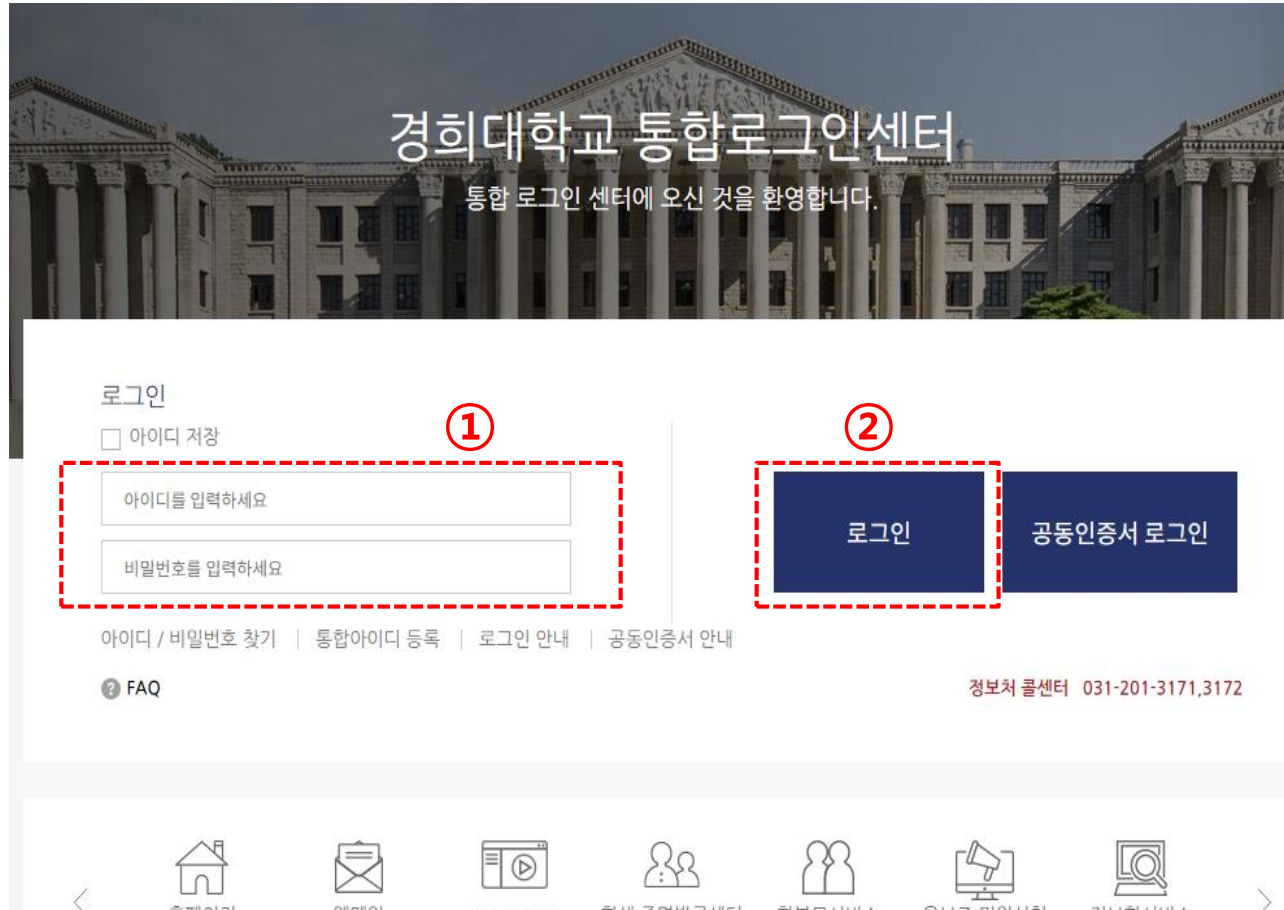 경희대학교 통합로그인센터
통합 로그인 센터에 오신 것을 환영합니다.
로그인
아이디 저장
①
②
아이디를 입력하세요
비밀번호를 입력하세요
로그인
공동인증서 로그인
아이디 / 비밀번호 찾기 | 통합아이디 등록 | 로그인 안내 | 공동인증서 안내
? FAQ
정보처 콜센터 031-201-3171,3172